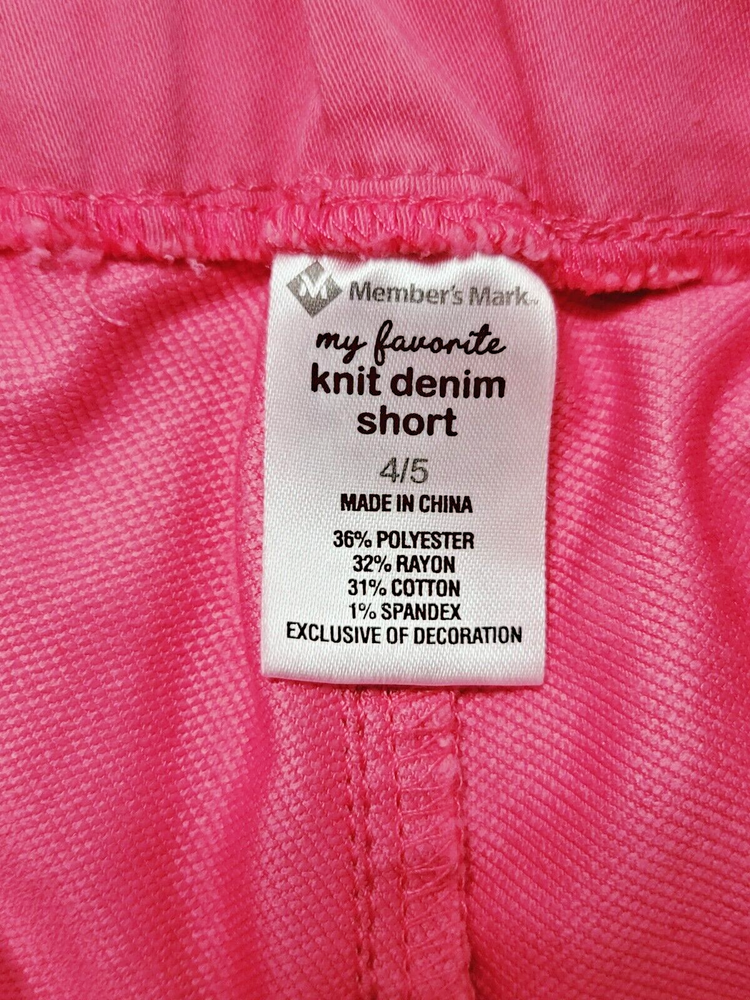 M Member's Mark™
my favorite
knit denim
short
4/5
MADE IN CHINA
36% POLYESTER
32% RAYON
31% COTTON
1% SPANDEX
EXCLUSIVE OF DECORATION